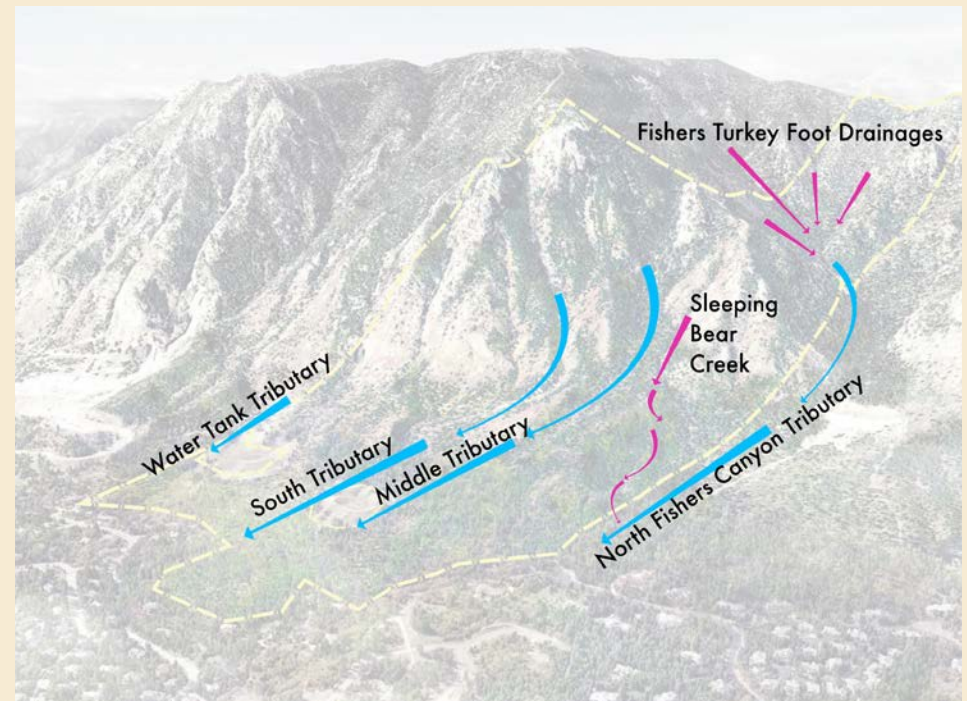 Fishers Turkey Foot Drainages
Sleeping
Bear
Creek
Water Tank Tributary
South Tributary
Middle Tributary
North Fishers Canyon Tributary